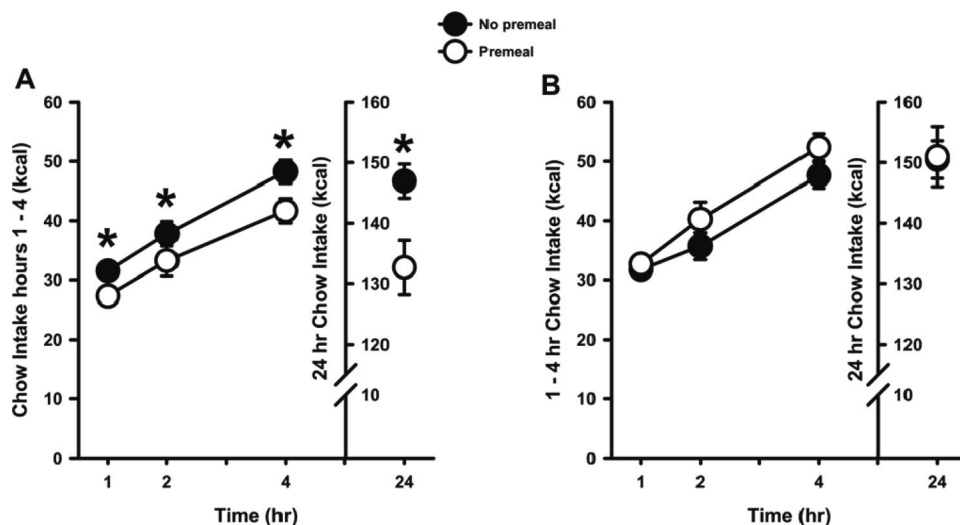 No premeal
Premeal
A
Chow Intake hours 1 - 4 (kcal)
60
50
40
30
20
10
0
* * * *
24 hr Chow Intake (kcal)
160
150
140
130
120
10
1 2 4 24
Time (hr)
B
1 - 4 hr Chow Intake (kcal)
60
50
40
30
20
10
0
24 hr Chow Intake (kcal)
160
150
140
130
120
10
1 2 4 24
Time (hr)